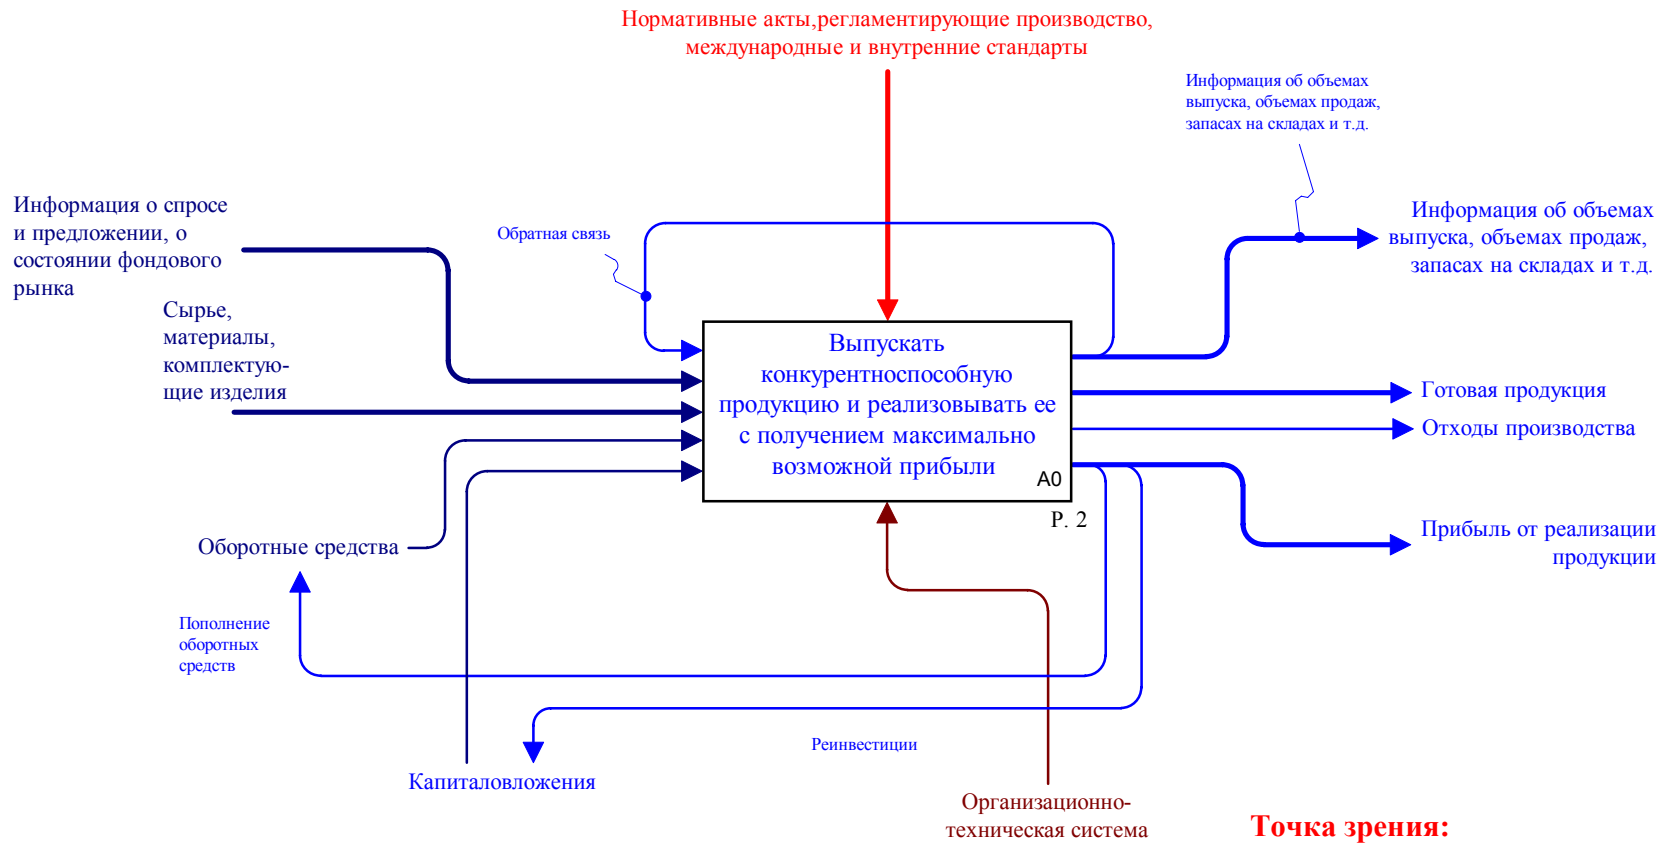 Нормативные акты,регламентирующие производство,
международные и внутренние стандарты
Информация об объемах
выпуска, объемах продаж,
запасах на складах и т.д.
Информация о спросе
и предложении, о
состоянии фондового
рынка
Обратная связь
Информация об объемах
выпуска, объемах продаж,
запасах на складах и т.д.
Сырье,
материалы,
комплектую-
щие изделия
Выпускать
конкурентноспособную
продукцию и реализовывать ее
с получением максимально
возможной прибыли
A0
P. 2
Готовая продукция
Отходы производства
Прибыль от реализации
продукции
Оборотные средства
Пополнение
оборотных
средств
Реинвестиции
Капиталовложения
Организационно-
техническая система
Точка зрения: